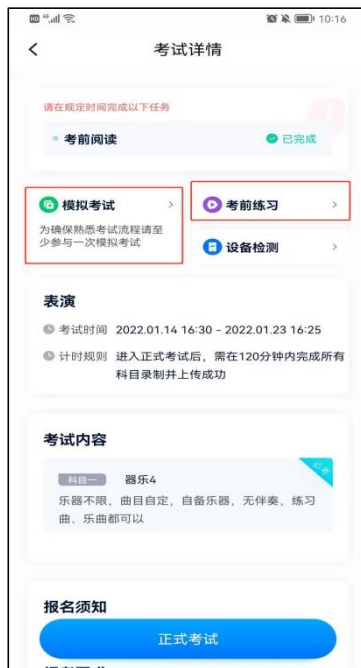 HD 4G 10:16
考试详情
请在规定时间完成以下任务
考前阅读 已完成
模拟考试
为确保熟悉考试流程请至
少参与一次模拟考试
考前练习
设备检测
表演
考试时间 2022.01.14 16:30 - 2022.01.23 16:25
计时规则 进入正式考试后，需在120分钟内完成所有
科目录制并上传成功
考试内容
科目一 器乐4
必考
乐器不限，曲目自定，自备乐器，无伴奏，练习
曲、乐曲都可以
报名须知
正式考试